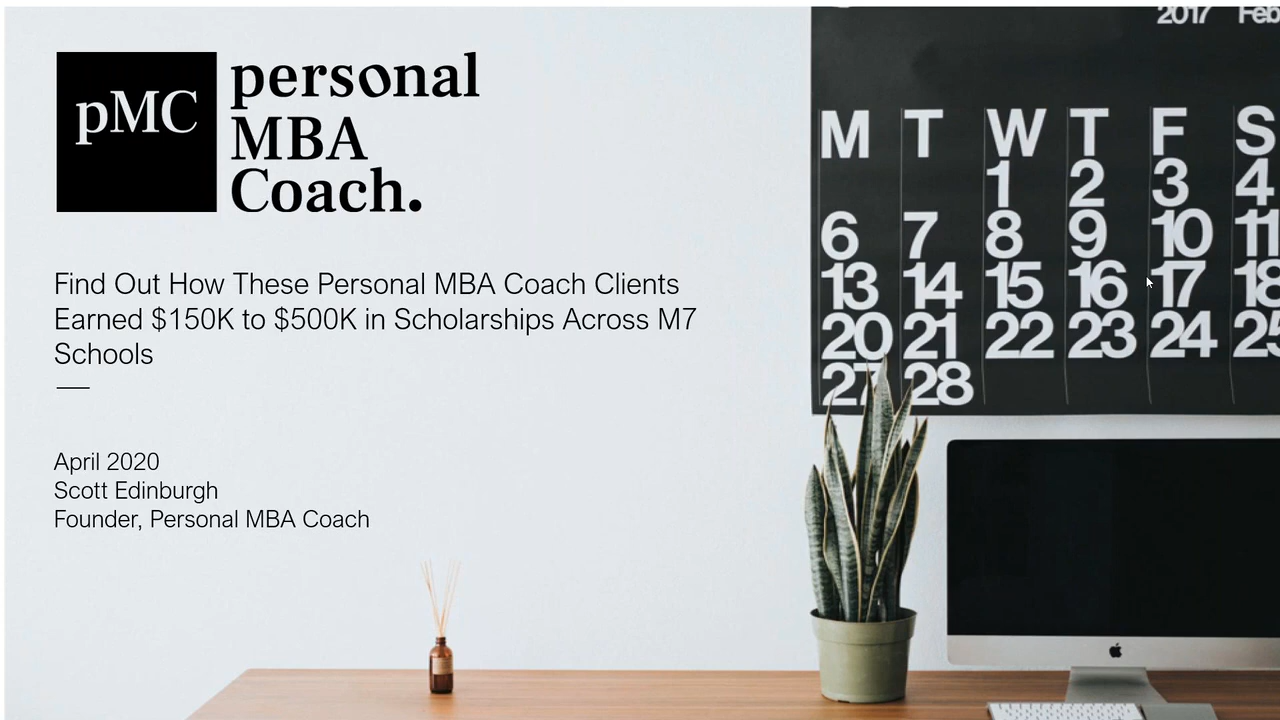 pMC
personal
MBA
Coach.
Find Out How These Personal MBA Coach Clients
Earned $150K to $500K in Scholarships Across M7
Schools
April 2020
Scott Edinburgh
Founder, Personal MBA Coach
2017 Feb
M T W T F S
1 2 3 4
6 7 8 9 10 11
13 14 15 16 17 18
20 21 22 23 24 25
27 28